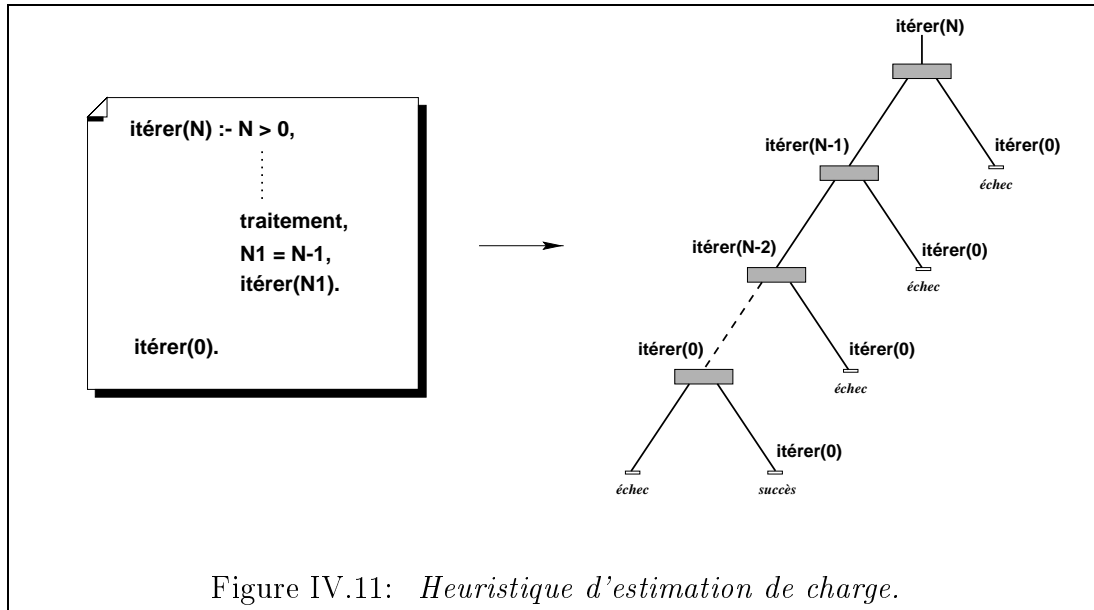 itérer(N) :- N > 0,
traitement,
N1 = N-1,
itérer(N1).
itérer(0).
itérer(N)
itérer(N-1)
itérer(0)
échec
itérer(N-2)
itérer(0)
échec
itérer(0)
itérer(0)
échec
itérer(0)
échec
succès
Figure IV.11: Heuristique d'estimation de charge.